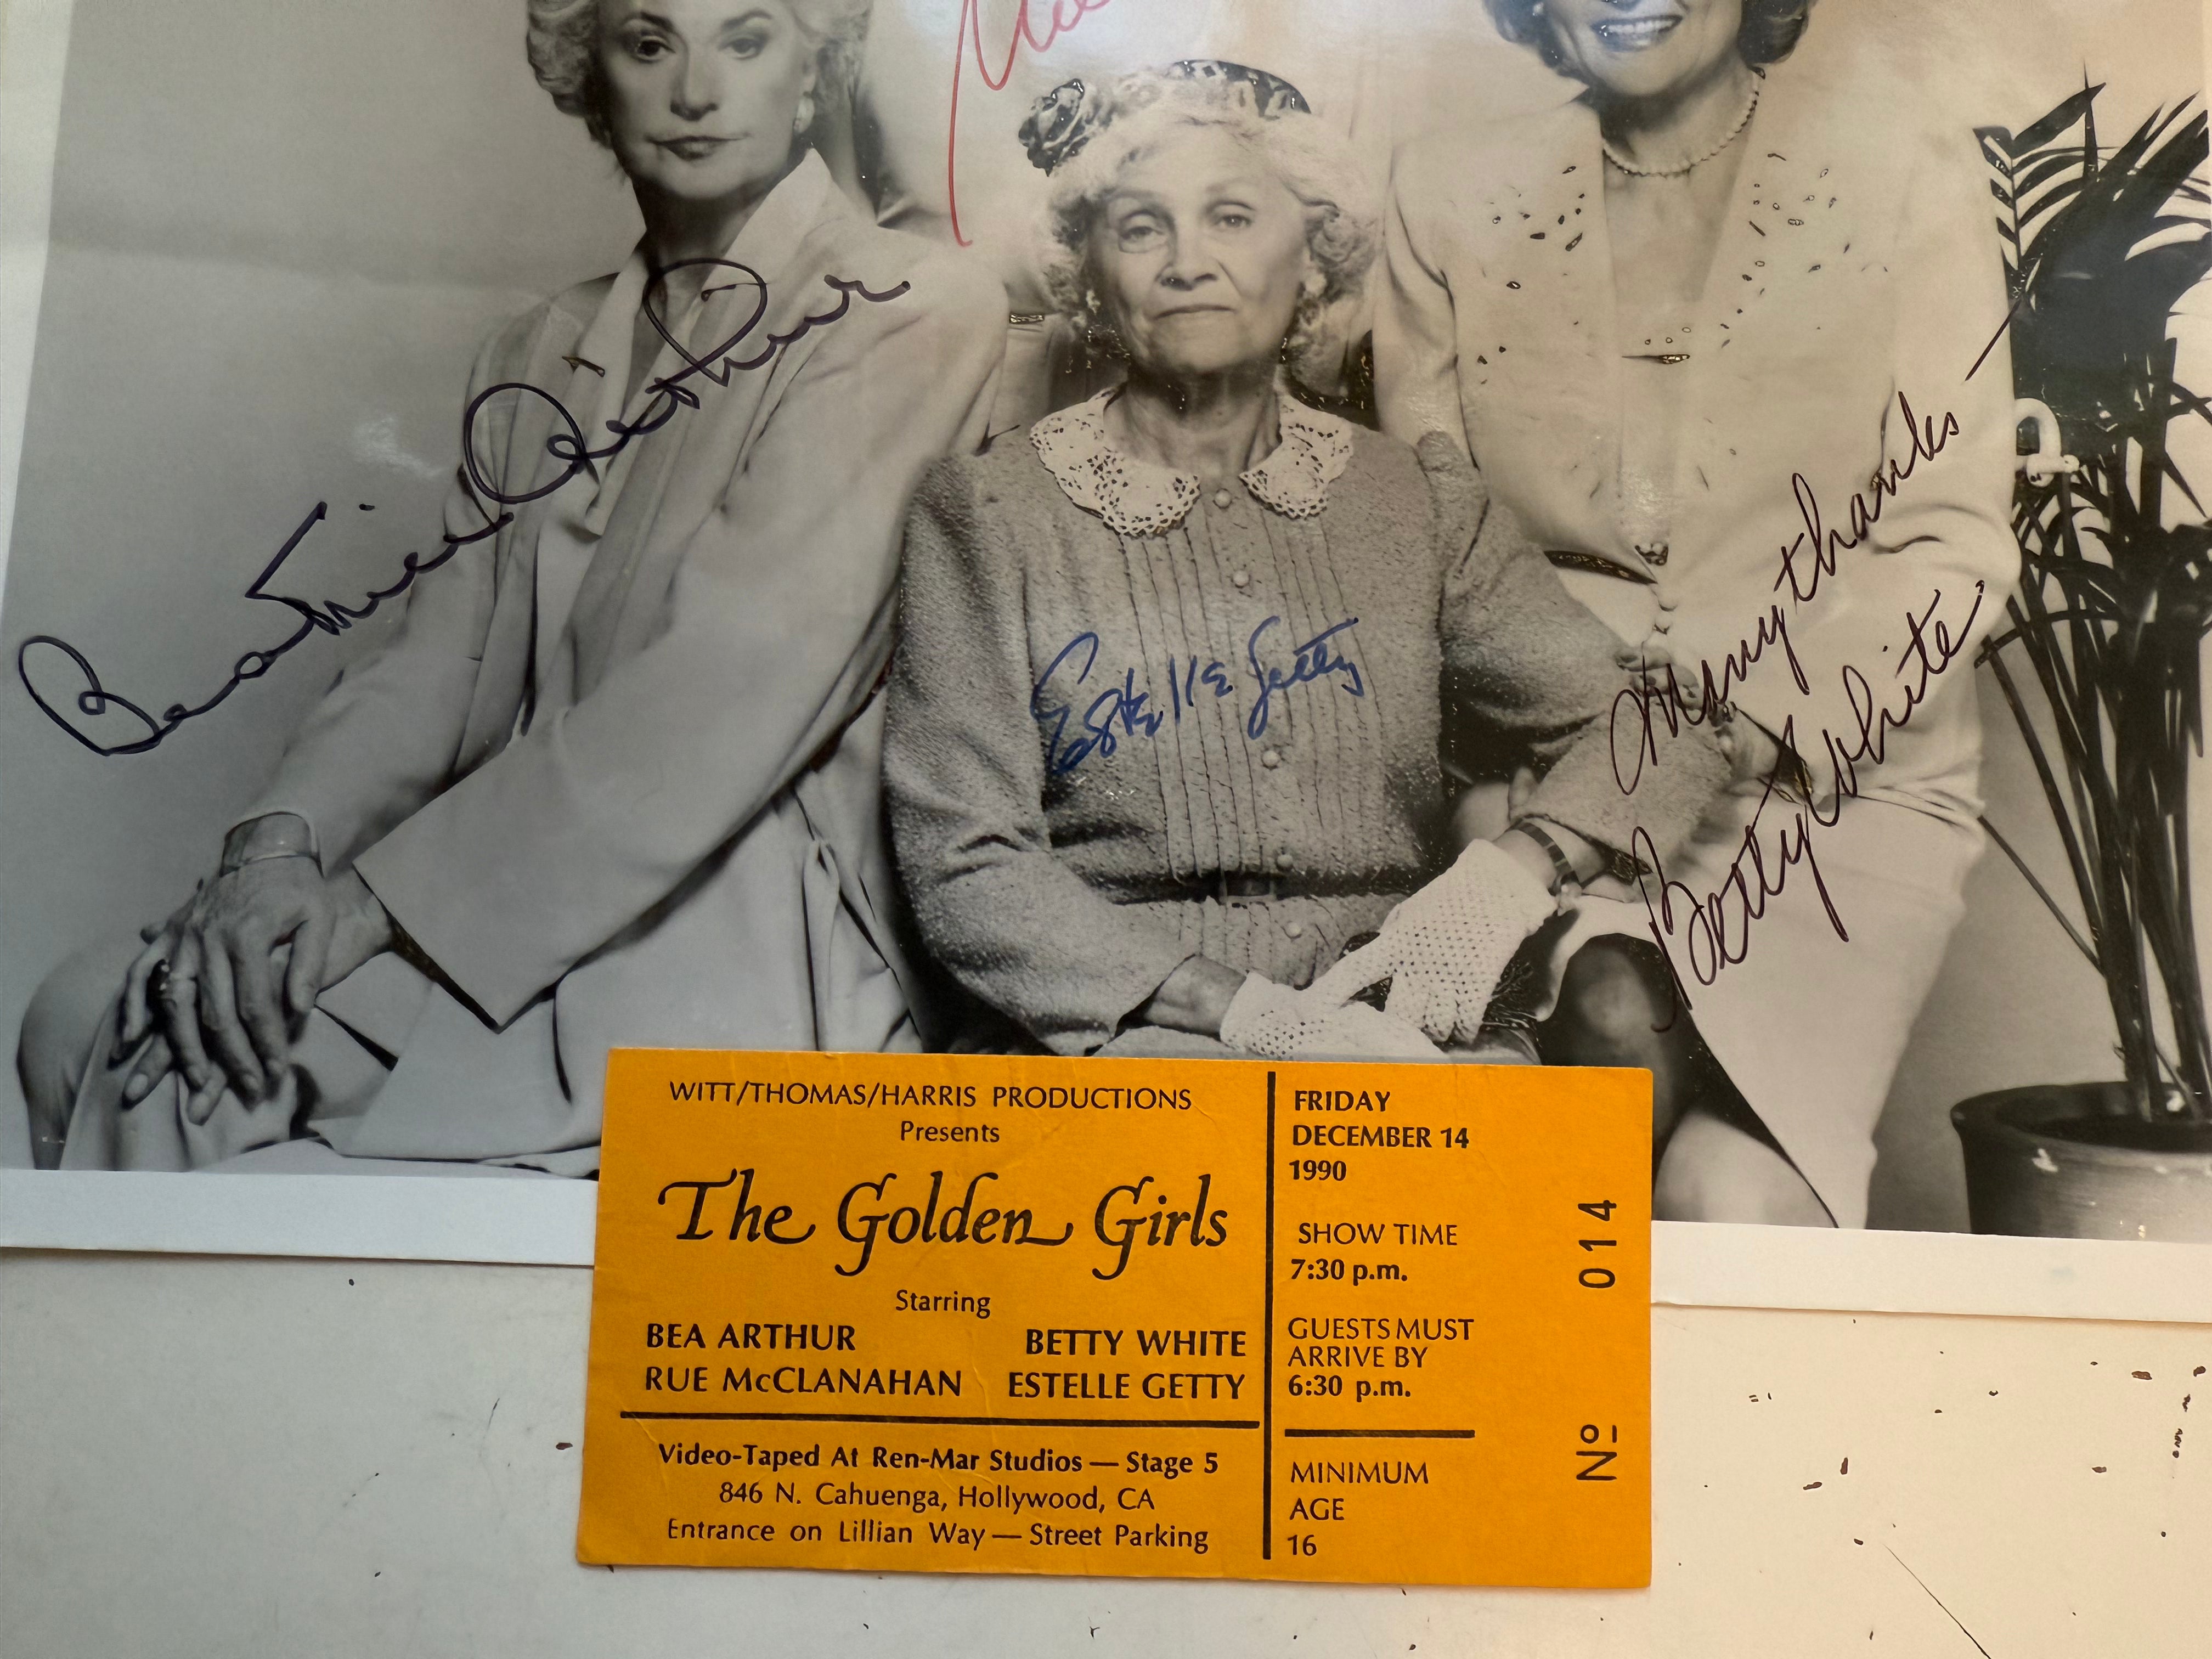 Beatrice Arthur
Estelle Getty
Many thanks —
Betty White
WITT/THOMAS/HARRIS PRODUCTIONS
Presents
The Golden Girls
Starring
BEA ARTHUR BETTY WHITE
RUE McCLANAHAN ESTELLE GETTY
Video-Taped At Ren-Mar Studios — Stage 5
846 N. Cahuenga, Hollywood, CA
Entrance on Lillian Way — Street Parking
FRIDAY
DECEMBER 14
1990
SHOW TIME
7:30 p.m.
GUESTS MUST
ARRIVE BY
6:30 p.m.
MINIMUM
AGE
16
Nº 014